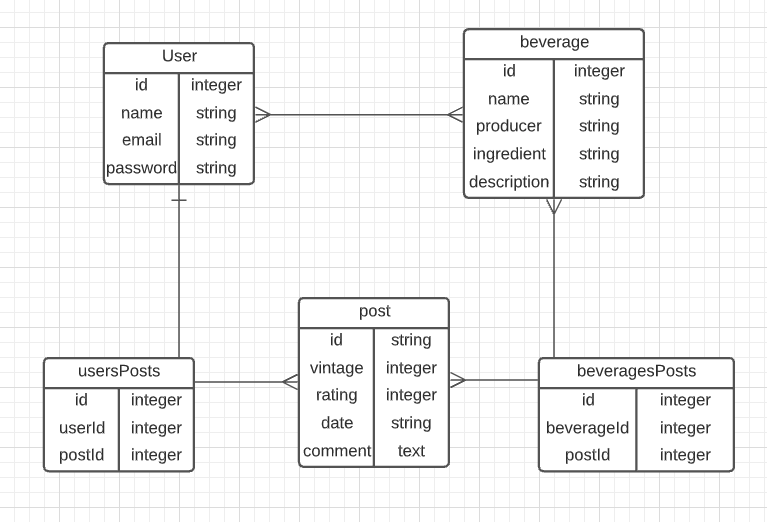 User
id integer
name string
email string
password string
beverage
id integer
name string
producer string
ingredient string
description string
post
id string
vintage integer
rating integer
date string
comment text
usersPosts
id integer
userId integer
postId integer
beveragesPosts
id integer
beverageId integer
postId integer